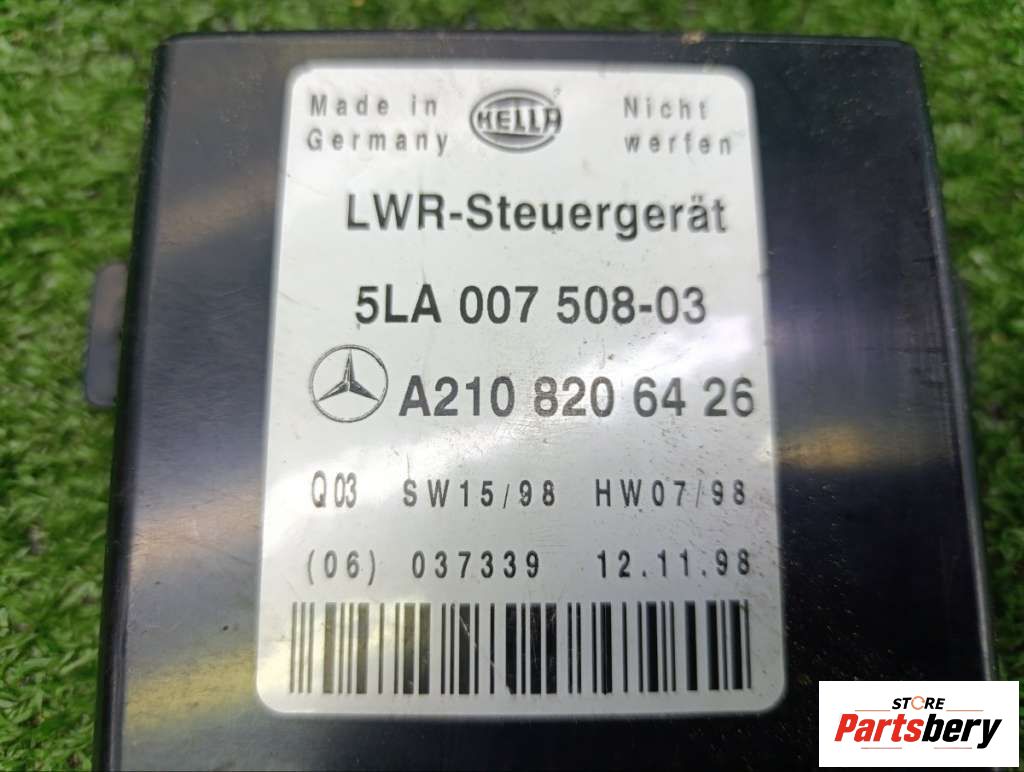 Made in
Germany
HELLA
Nicht
werfen
LWR-Steuergerät
5LA 007 508-03
A210 820 64 26
Q03 SW15/98 HW07/98
(06) 037339 12.11.98
STORE
Partsbery